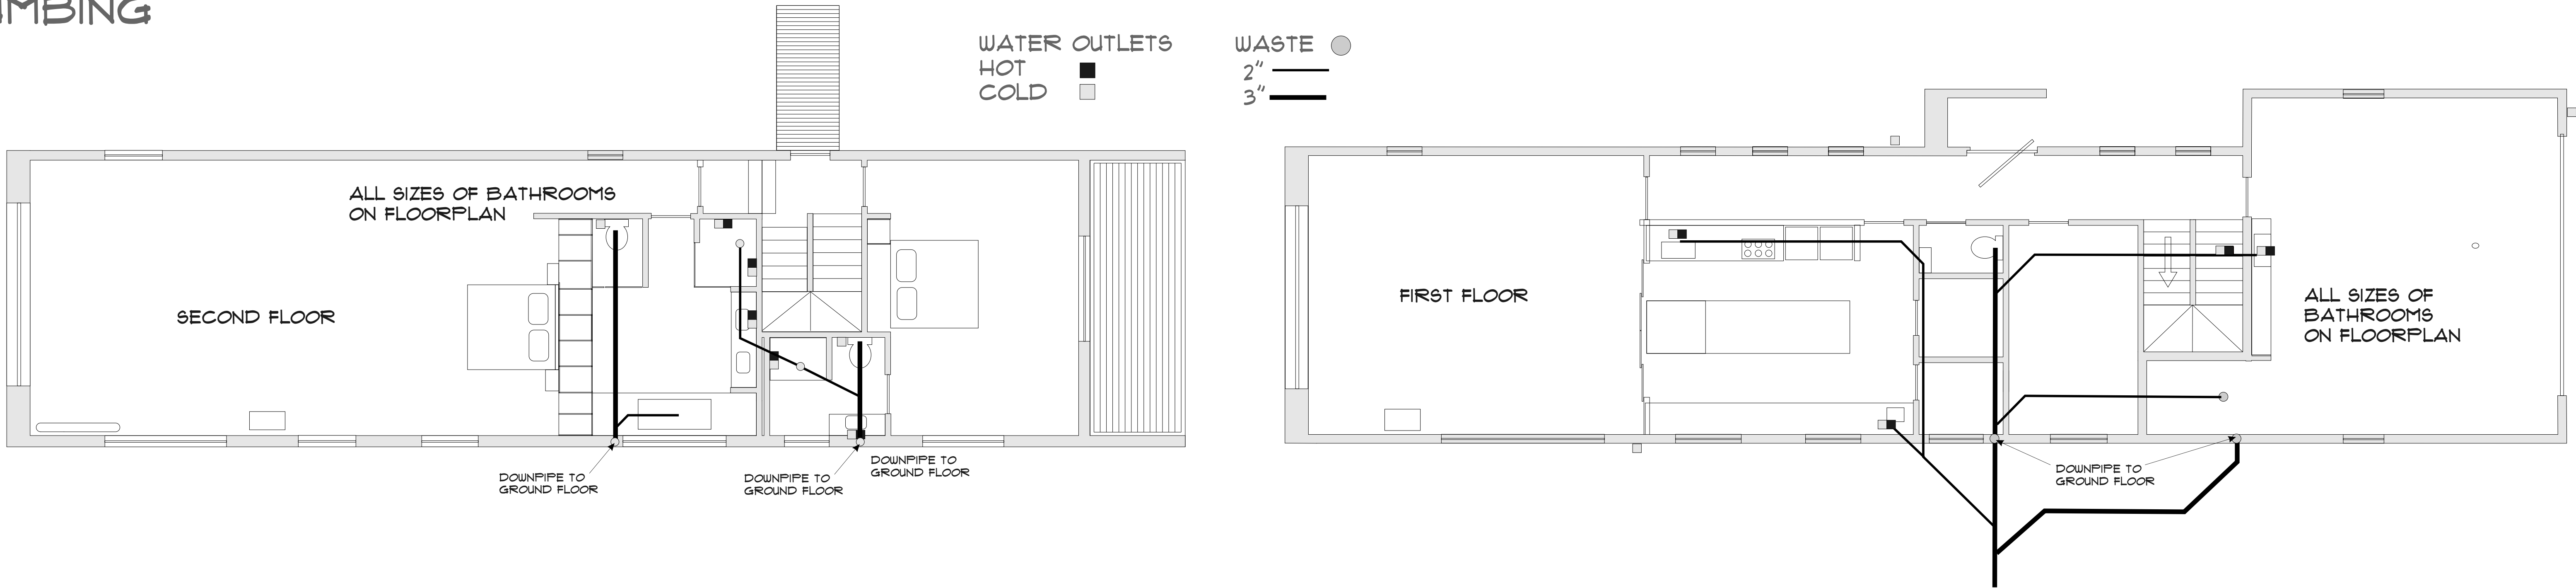 WATER OUTLETS
HOT
COLD
WASTE
2"
3"
ALL SIZES OF BATHROOMS
ON FLOORPLAN
SECOND FLOOR
DOWNPIPE TO
GROUND FLOOR
DOWNPIPE TO
GROUND FLOOR
DOWNPIPE TO
GROUND FLOOR
FIRST FLOOR
ALL SIZES OF
BATHROOMS
ON FLOORPLAN
DOWNPIPE TO
GROUND FLOOR